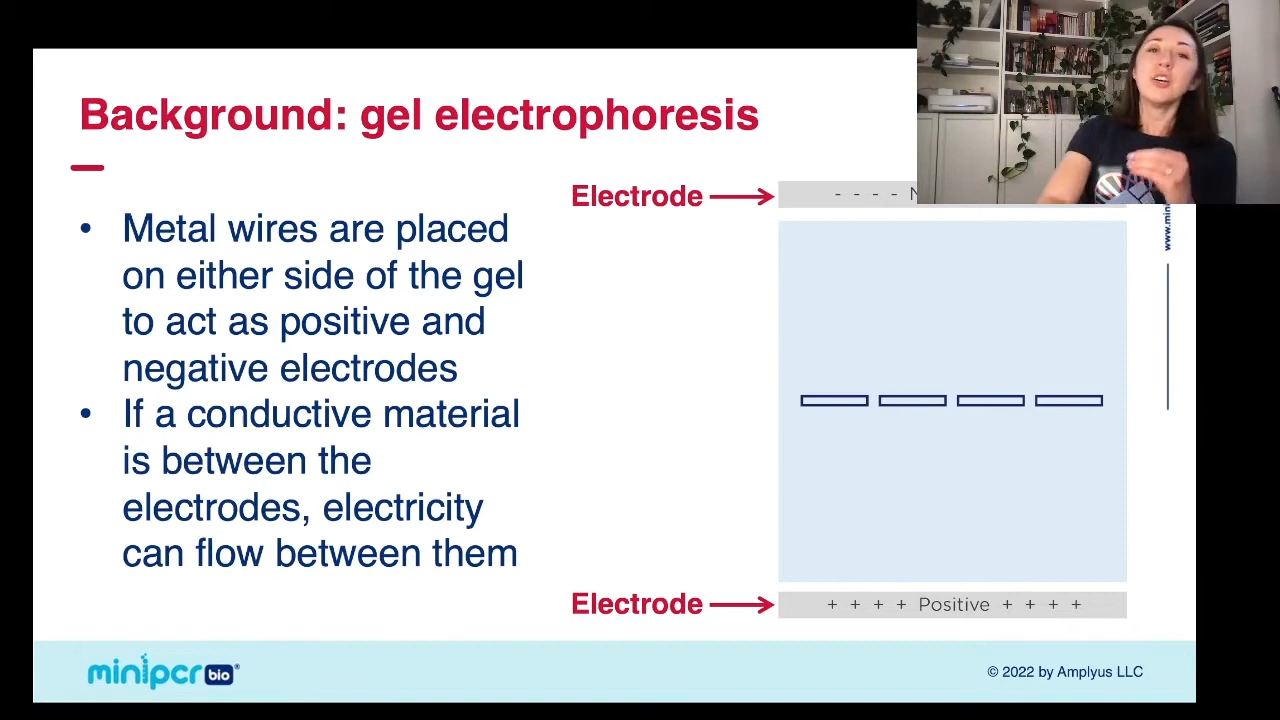 Background: gel electrophoresis
Electrode
- - - - N
• Metal wires are placed
on either side of the gel
to act as positive and
negative electrodes
• If a conductive material
is between the
electrodes, electricity
can flow between them
Electrode
+ + + + Positive + + + +
www.mini
minipcr bio®
© 2022 by Amplyus LLC